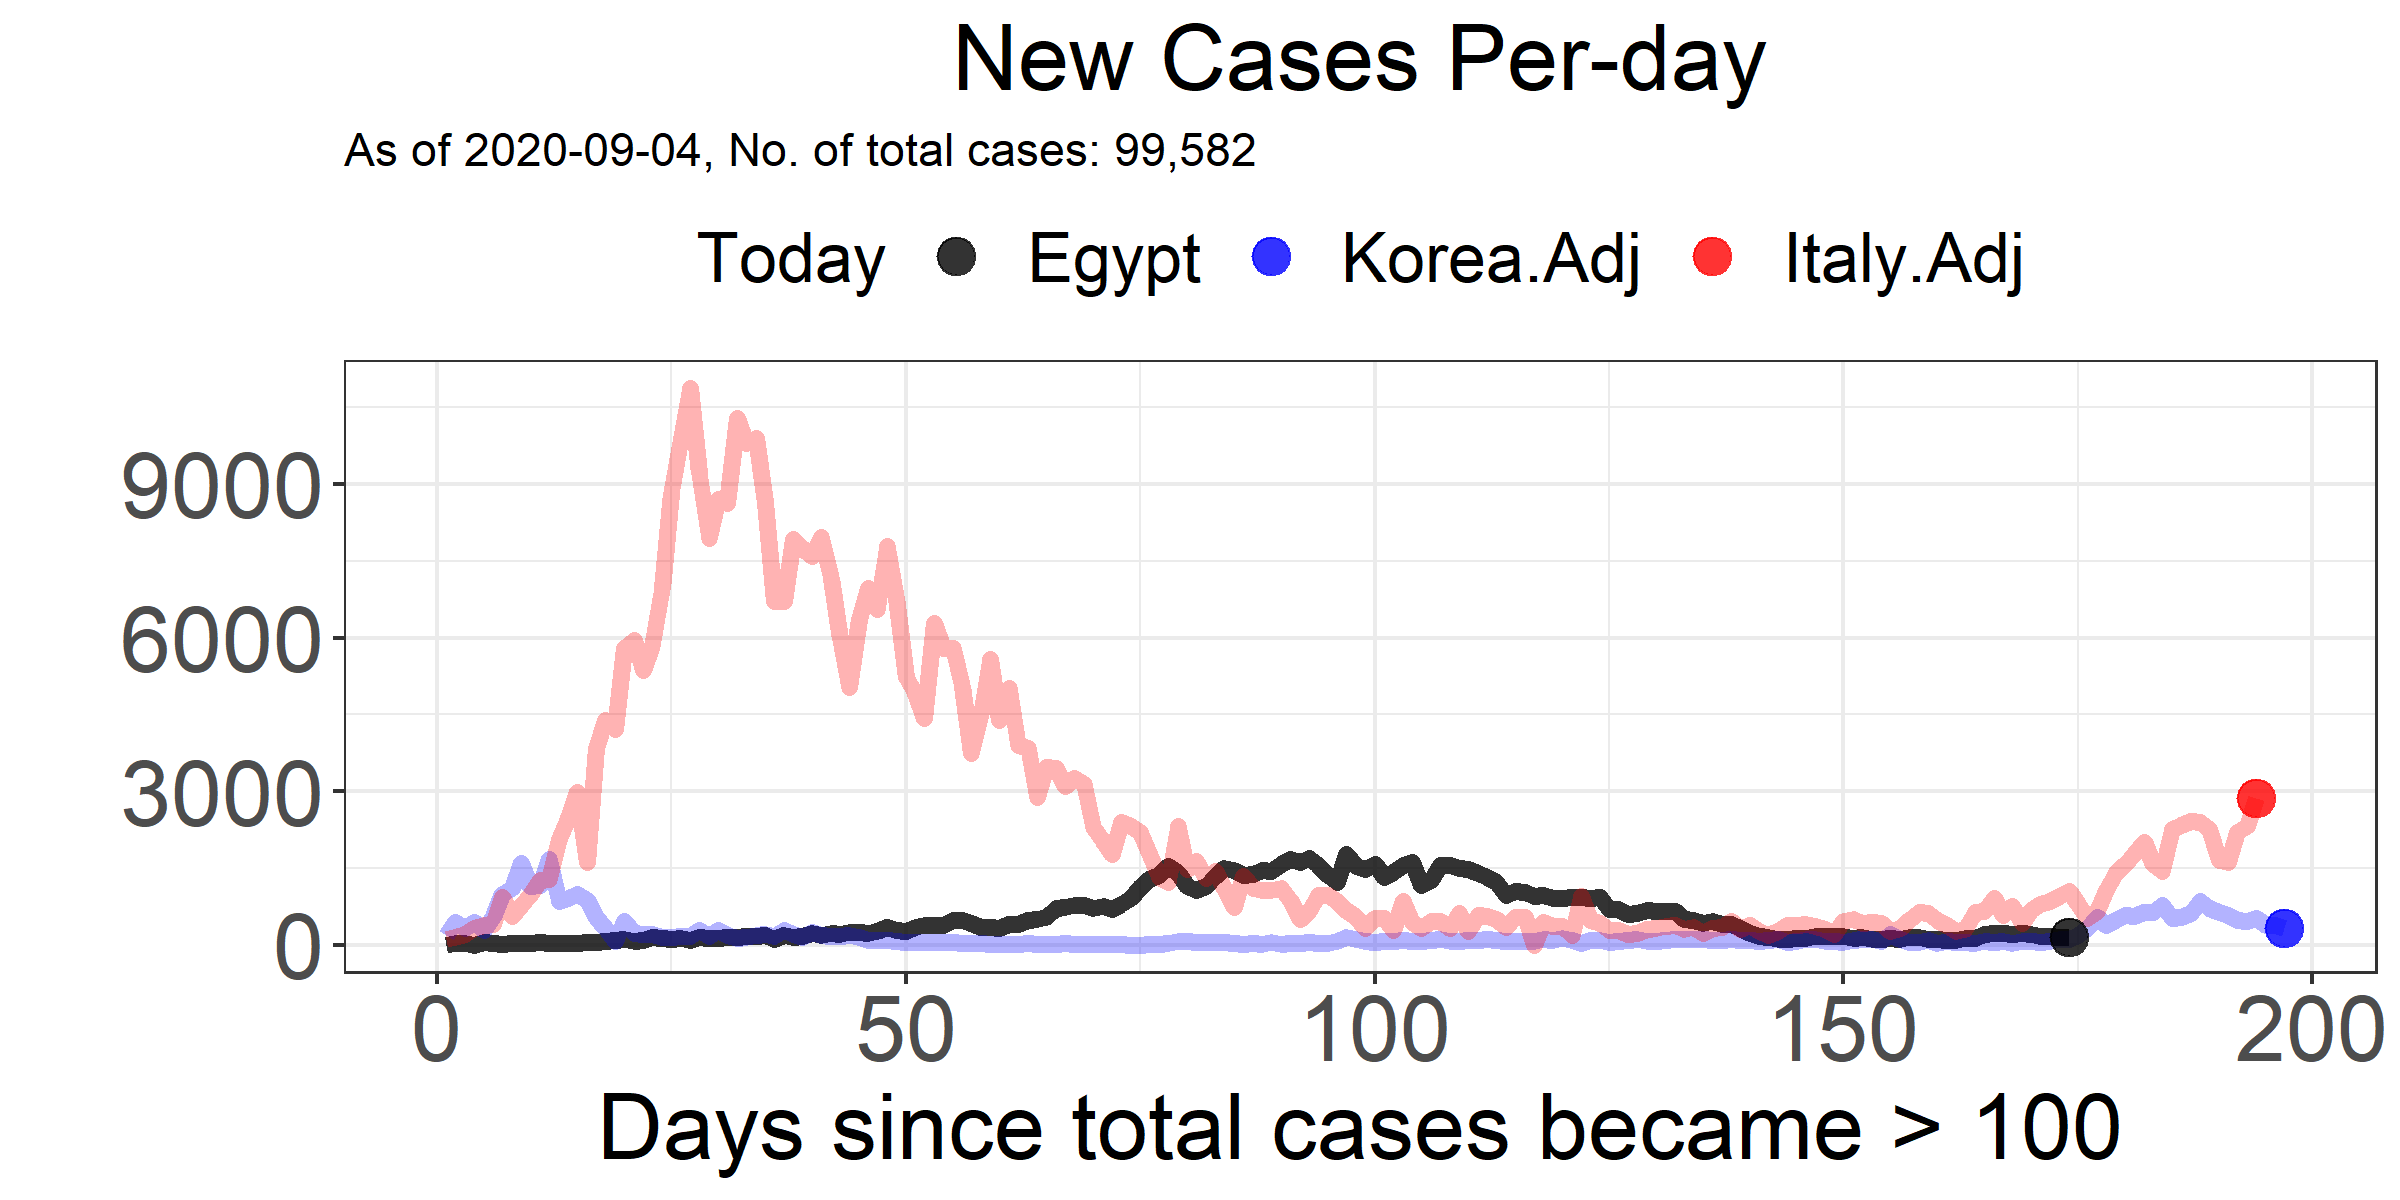 New Cases Per-day
As of 2020-09-04, No. of total cases: 99,582
Today Egypt Korea.Adj Italy.Adj
9000
6000
3000
0
0 50 100 150 200
Days since total cases became > 100